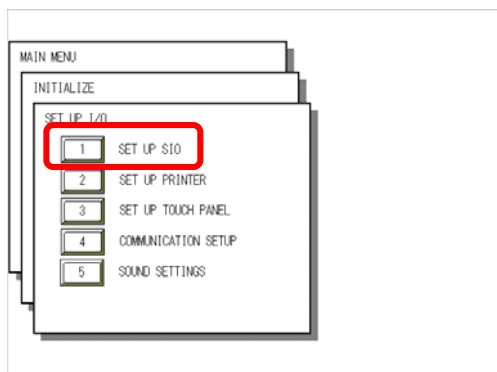 MAIN MENU
INITIALIZE
SET UP I/O
1 SET UP SIO
2 SET UP PRINTER
3 SET UP TOUCH PANEL
4 COMMUNICATION SETUP
5 SOUND SETTINGS